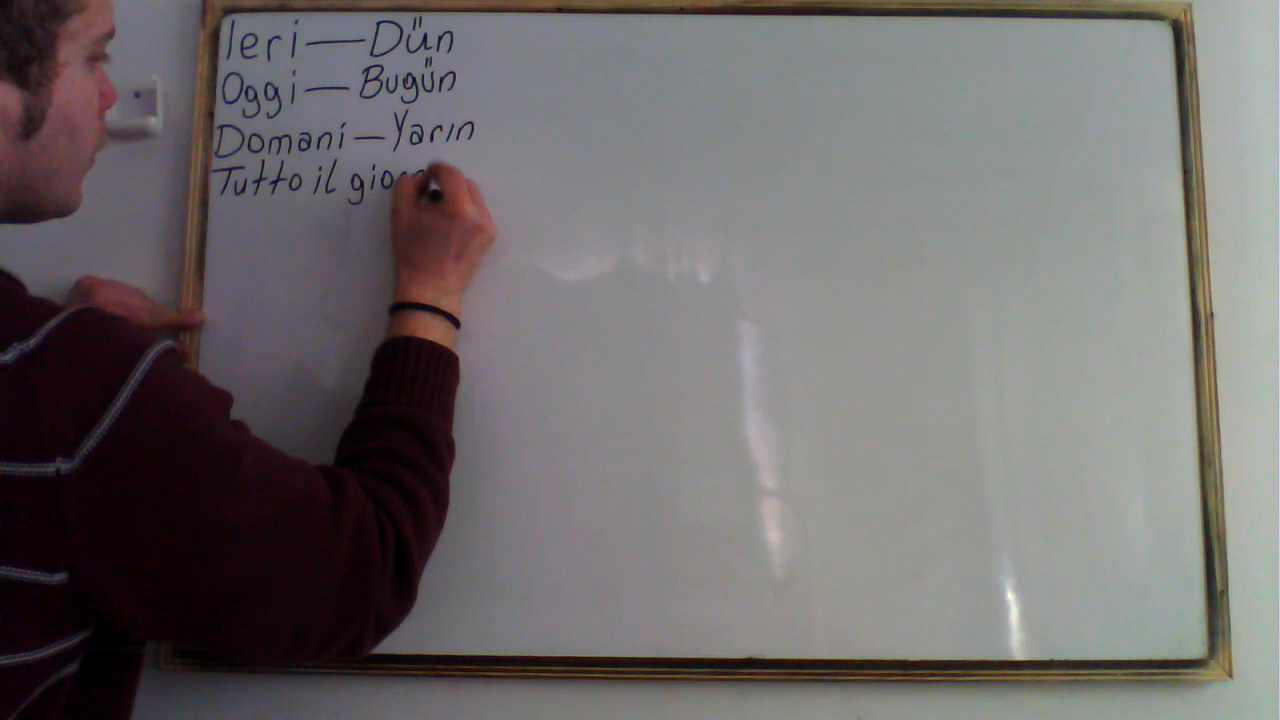 Ieri — Dün
Oggi — Bugün
Domani — Yarın
Tutto il